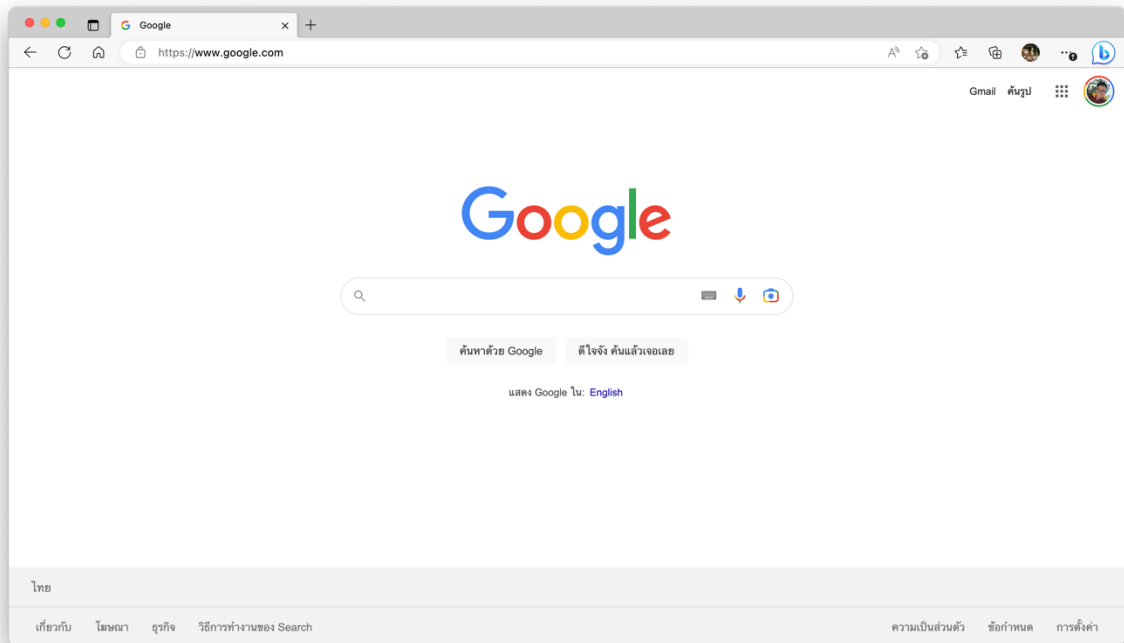 Google
https://www.google.com
Gmail ค้นรูป
Google
ค้นหาด้วย Google ดีใจจัง ค้นแล้วเจอเลย
แสดง Google ใน: English
ไทย
เกี่ยวกับ โฆษณา ธุรกิจ วิธีการทำงานของ Search ความเป็นส่วนตัว ข้อกำหนด การตั้งค่า